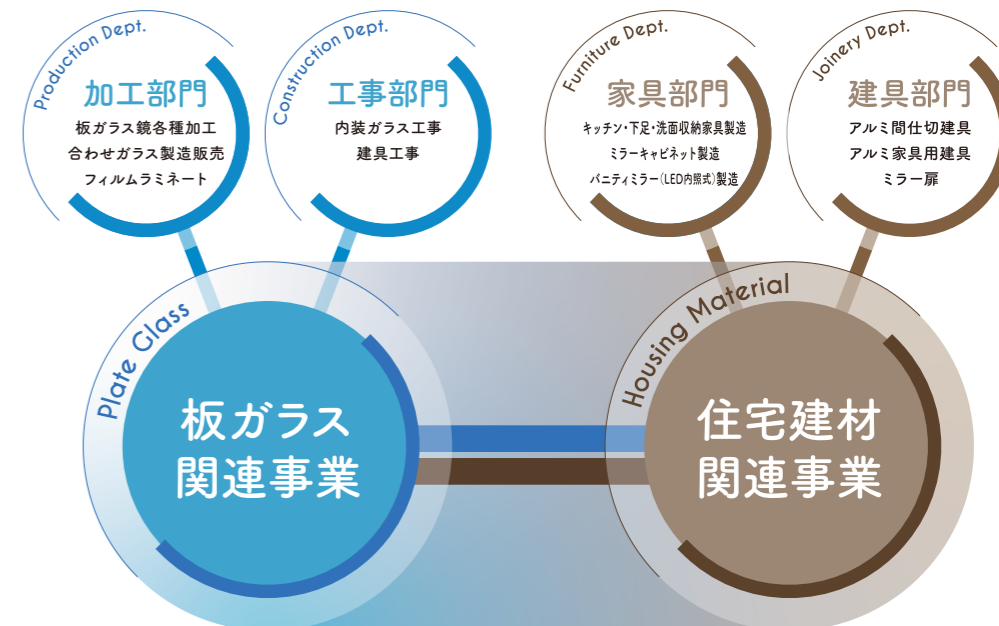 Production Dept.
加工部門
板ガラス鏡各種加工
合わせガラス製造販売
フィルムラミネート
Construction Dept.
工事部門
内装ガラス工事
建具工事
Furniture Dept.
家具部門
キッチン・下足・洗面収納家具製造
ミラーキャビネット製造
バニティミラー(LED内照式)製造
Joinery Dept.
建具部門
アルミ間仕切建具
アルミ家具用建具
ミラー扉
Plate Glass
板ガラス
関連事業
Housing Material
住宅建材
関連事業